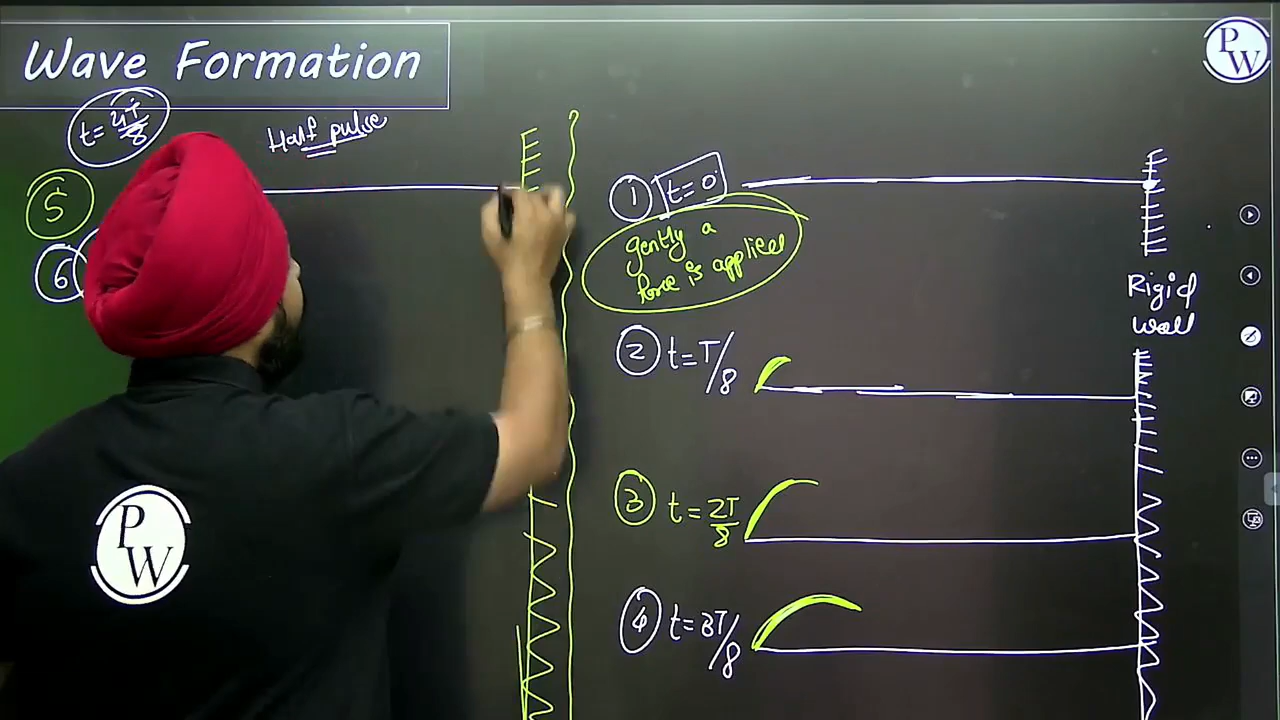 Wave Formation
t = 4T/8
Half pulse
5
6
1 t = 0
gently a
force is applied
2 t = T/8
3 t = 2T/8
4 t = 3T/8
Rigid
Wall
PW
PW